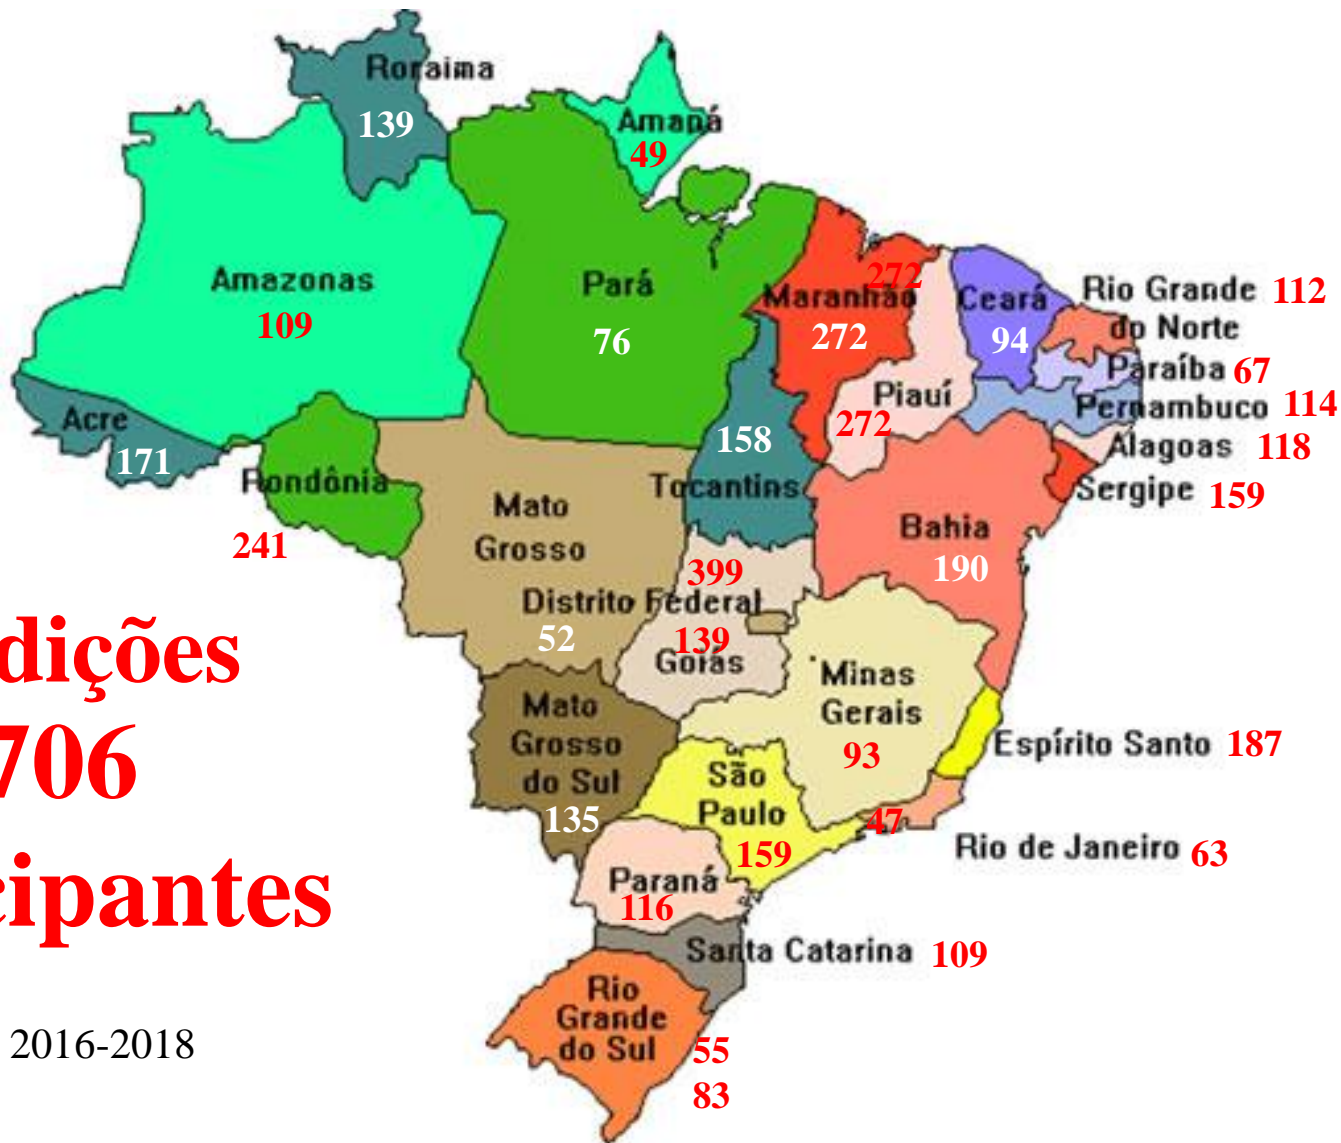 Roraima
139
Amapá
49
Amazonas
109
Pará
76
272
Maranhão
272
Ceará
94
Rio Grande 112
do Norte
Paraíba 67
Piauí
272
Pernambuco 114
Alagoas 118
Sergipe 159
Acre
171
Rondônia
241
158
Tocantins
Mato
Grosso
Bahia
190
399
Distrito Federal
52
139
Goiás
dições
706
cipantes
2016-2018
Minas
Gerais
93
Mato
Grosso
do Sul
135
Espírito Santo 187
São
Paulo
159
47
Rio de Janeiro 63
Paraná
116
Santa Catarina 109
Rio
Grande
do Sul
55
83